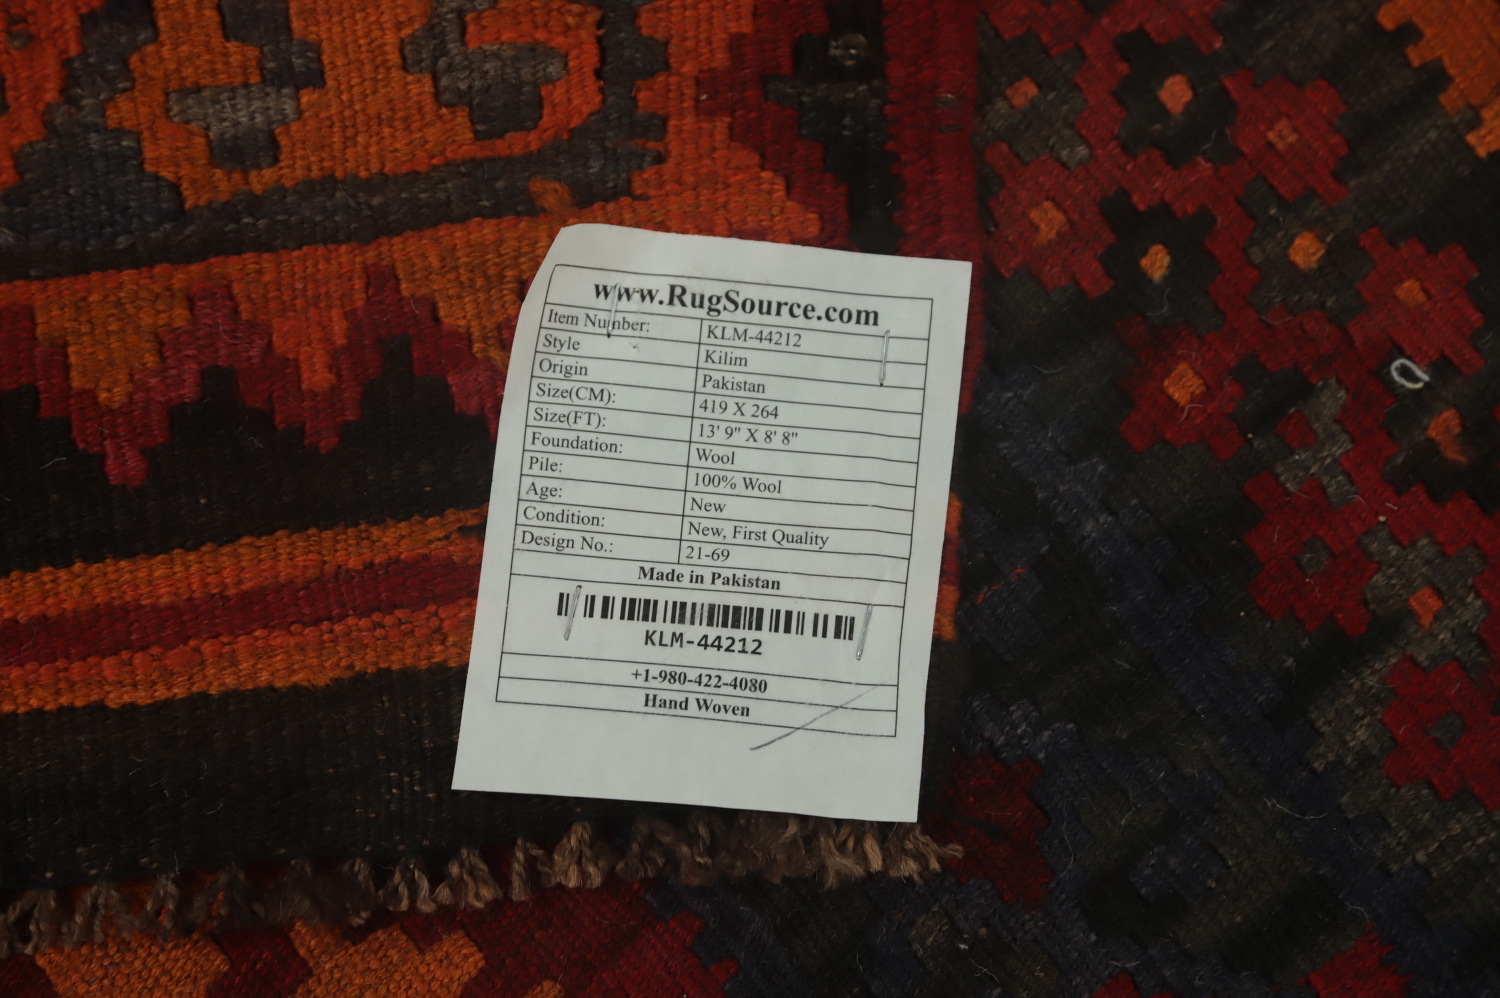 www.RugSource.com
Item Number: KLM-44212
Style Kilim
Origin Pakistan
Size(CM): 419 X 264
Size(FT): 13' 9" X 8' 8"
Foundation: Wool
Pile: 100% Wool
Age: New
Condition: New, First Quality
Design No.: 21-69
Made in Pakistan
KLM-44212
+1-980-422-4080
Hand Woven